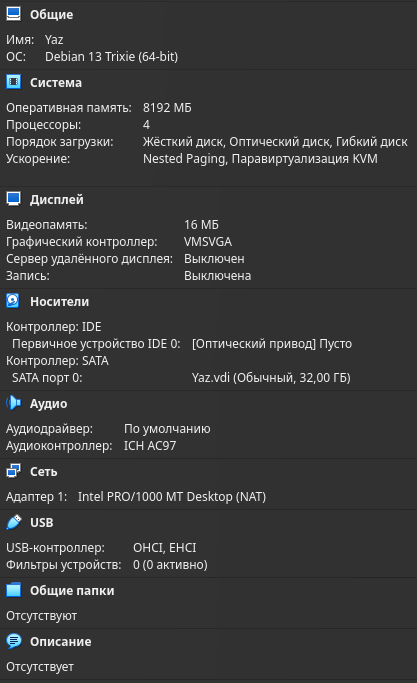 Общие
Имя: Yaz
ОС: Debian 13 Trixie (64-bit)
Система
Оперативная память: 8192 МБ
Процессоры: 4
Порядок загрузки: Жёсткий диск, Оптический диск, Гибкий диск
Ускорение: Nested Paging, Паравиртуализация KVM
Дисплей
Видеопамять: 16 МБ
Графический контроллер: VMSVGA
Сервер удалённого дисплея: Выключен
Запись: Выключена
Носители
Контроллер: IDE
Первичное устройство IDE 0: [Оптический привод] Пусто
Контроллер: SATA
SATA порт 0: Yaz.vdi (Обычный, 32,00 ГБ)
Аудио
Аудиодрайвер: По умолчанию
Аудиоконтроллер: ICH AC97
Сеть
Адаптер 1: Intel PRO/1000 MT Desktop (NAT)
USB
USB-контроллер: OHCI, EHCI
Фильтры устройств: 0 (0 активно)
Общие папки
Отсутствуют
Описание
Отсутствует